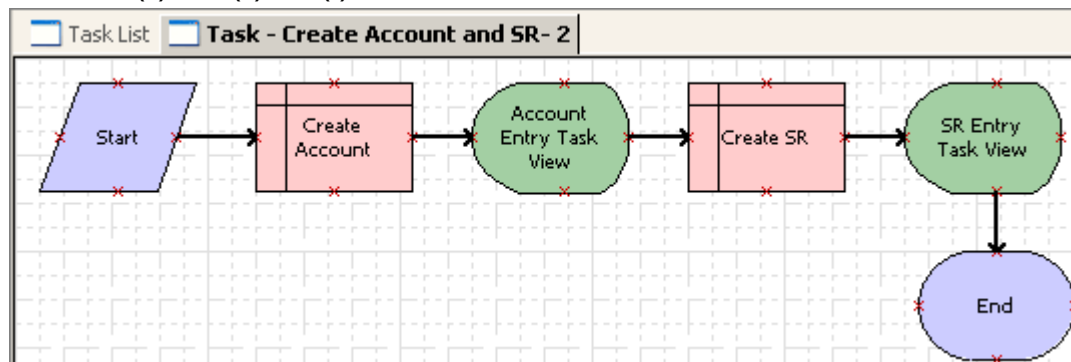 Task List
Task - Create Account and SR- 2
Start
Create
Account
Account
Entry Task
View
Create SR
SR Entry
Task View
End